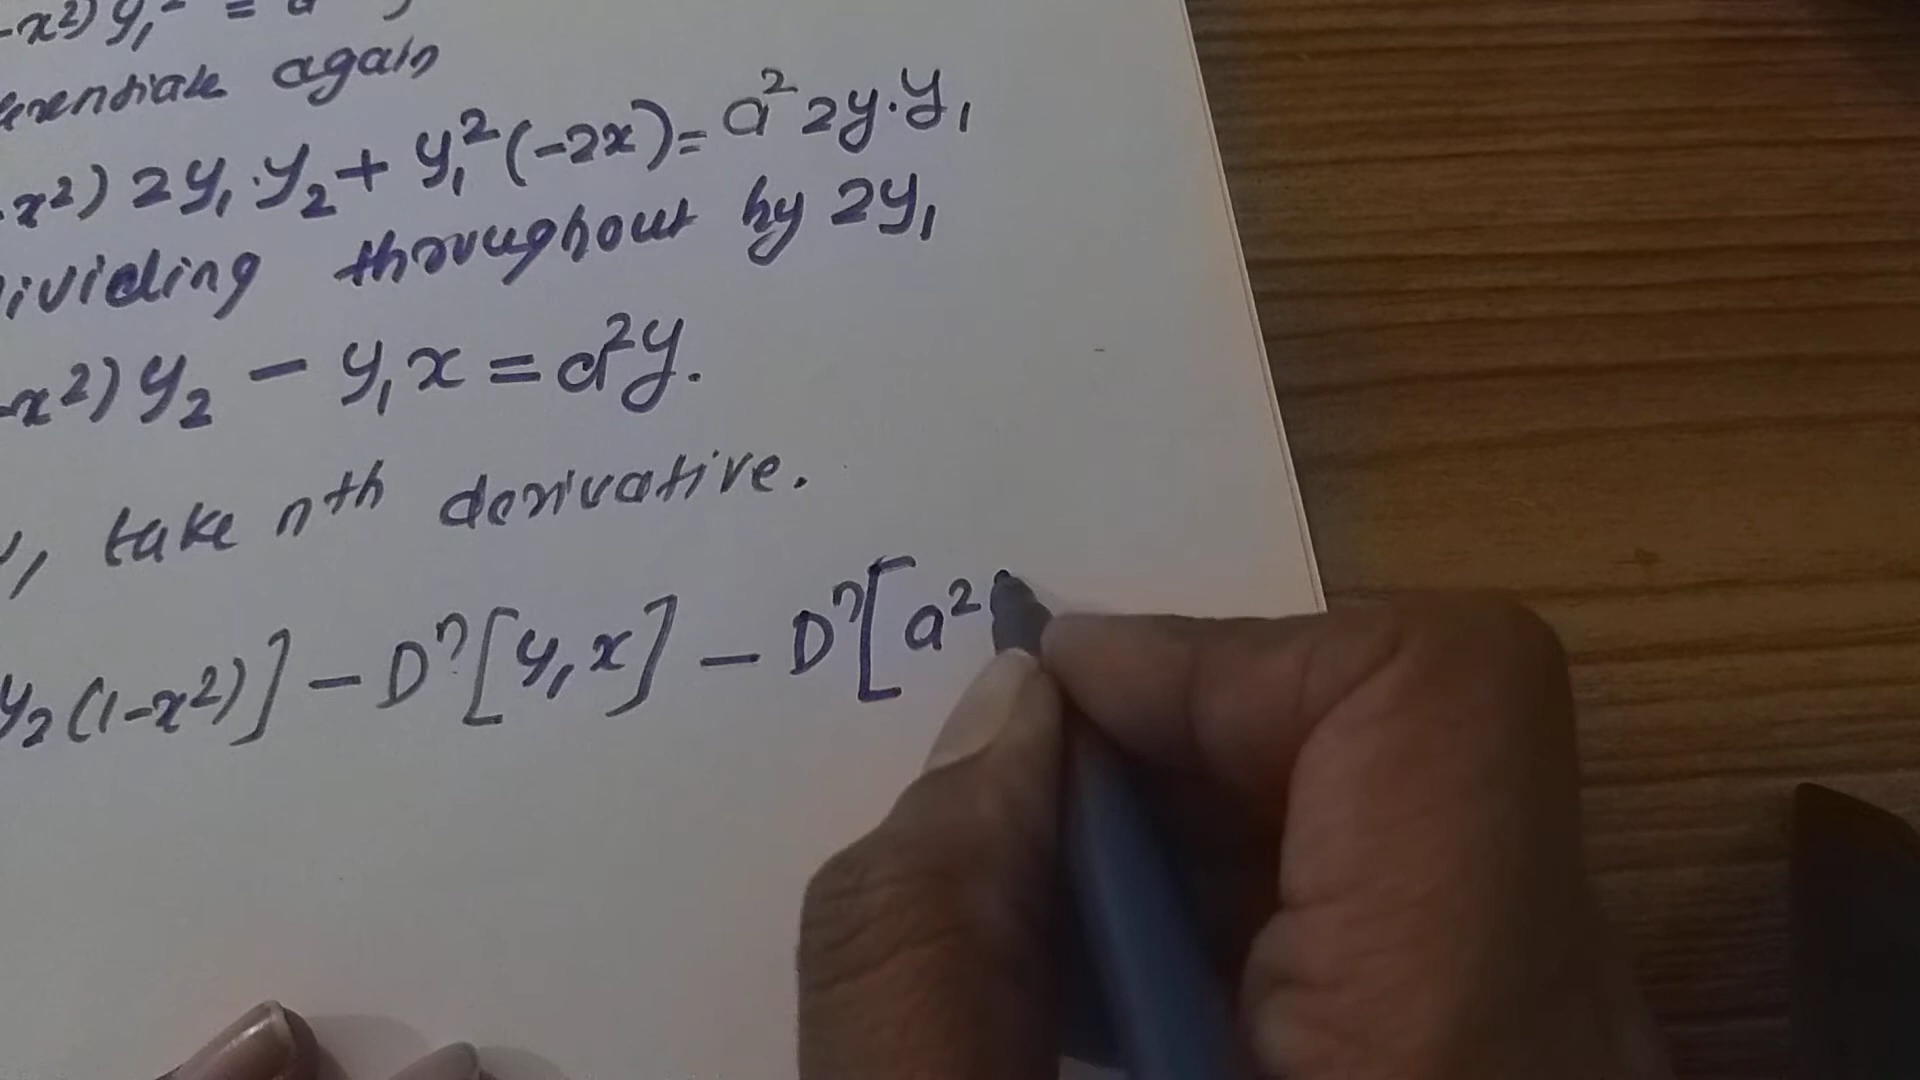 -x²) y₁² =
again
x²) 2y₁.y₂ + y₁² (-2x) = a² 2y.y₁
ividing throughout by 2y₁
-x²) y₂ - y₁x = a²y.
, take nth derivative.
y₂(1-x²)] - Dⁿ[y₁x] - Dⁿ[a²